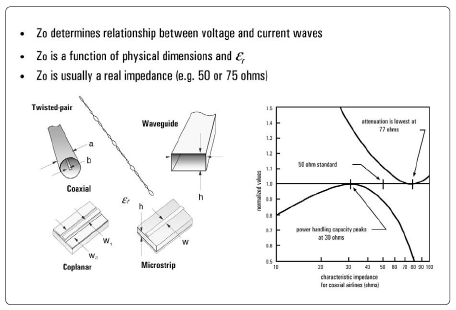 • Zo determines relationship between voltage and current waves
• Zo is a function of physical dimensions and ℰr
• Zo is usually a real impedance (e.g. 50 or 75 ohms)
Twisted-pair
Waveguide
a
b
h
Coaxial
εr
h
w
w₁
w₂
Coplanar
Microstrip
attenuation is lowest at
77 ohms
50 ohm standard
power handling capacity peaks
at 30 ohms
normalized values
1.5
1.4
1.3
1.2
1.1
1.0
0.9
0.8
0.7
0.6
0.5
10 20 30 40 50 60 70 80 90 100
characteristic impedance
for coaxial airlines (ohms)